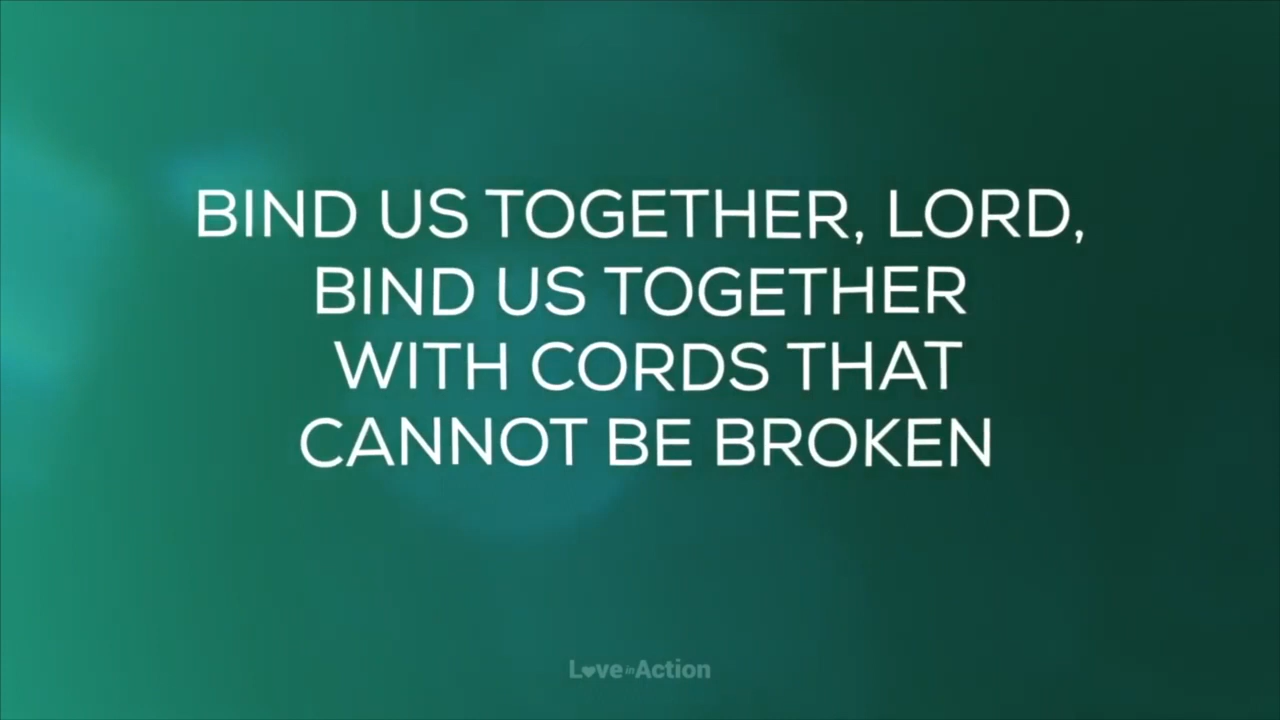 BIND US TOGETHER, LORD,
BIND US TOGETHER
WITH CORDS THAT
CANNOT BE BROKEN
Love in Action